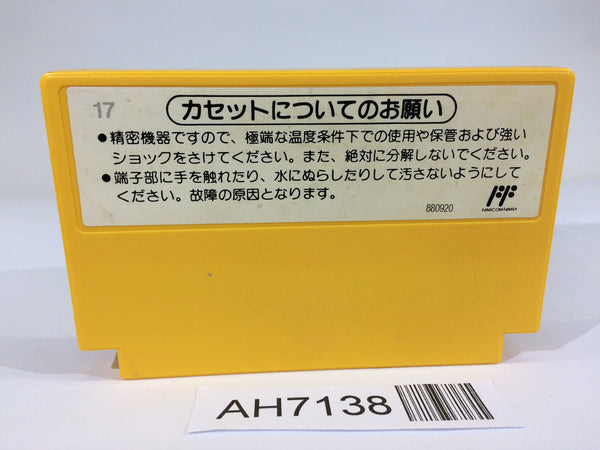 17
カセットについてのお願い
●精密機器ですので、極端な温度条件下での使用や保管および強い
ショックをさけてください。また、絶対に分解しないでください。
●端子部に手を触れたり、水にぬらしたりして汚さないようにして
ください。故障の原因となります。
FAMICOM FAMILY
880920
AH7138